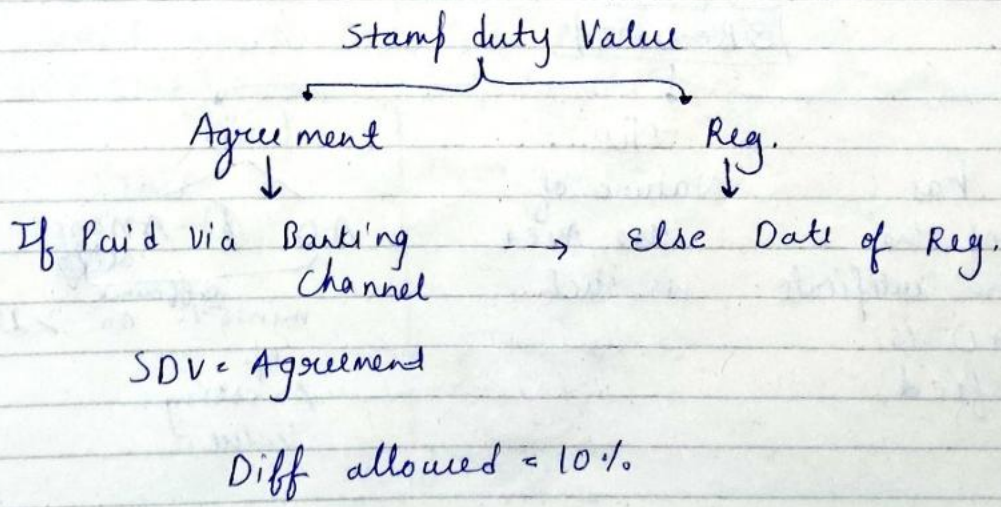 Stamp duty Value
Agreement Reg.
If Paid via Banking --→ Else Date of Reg.
Channel
SDV = Agreement
Diff allowed = 10%